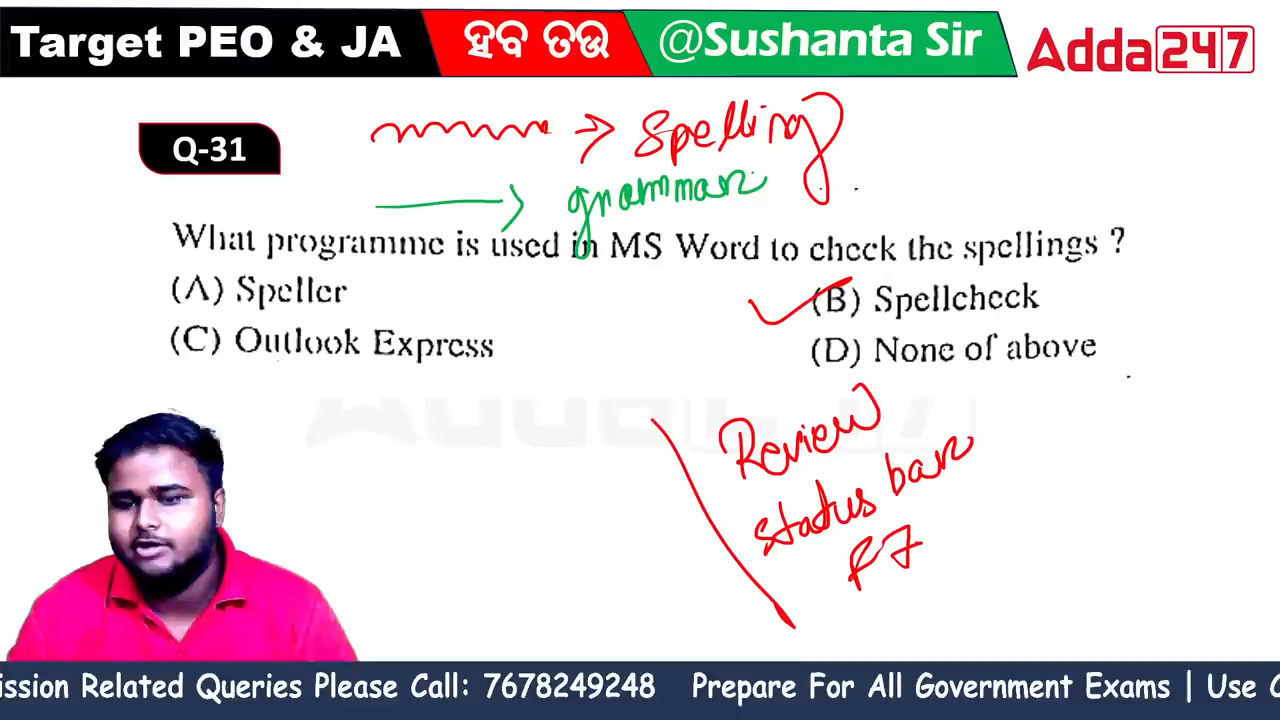 Target PEO & JA ହବ ତଉ @Sushanta Sir Adda247
Q-31
→ Spelling
→ grammar
What programme is used in MS Word to check the spellings ?
(A) Speller (B) Spellcheck
(C) Outlook Express (D) None of above
Adda247
Review
status bar
F7
ission Related Queries Please Call: 7678249248 Prepare For All Government Exams | Use C